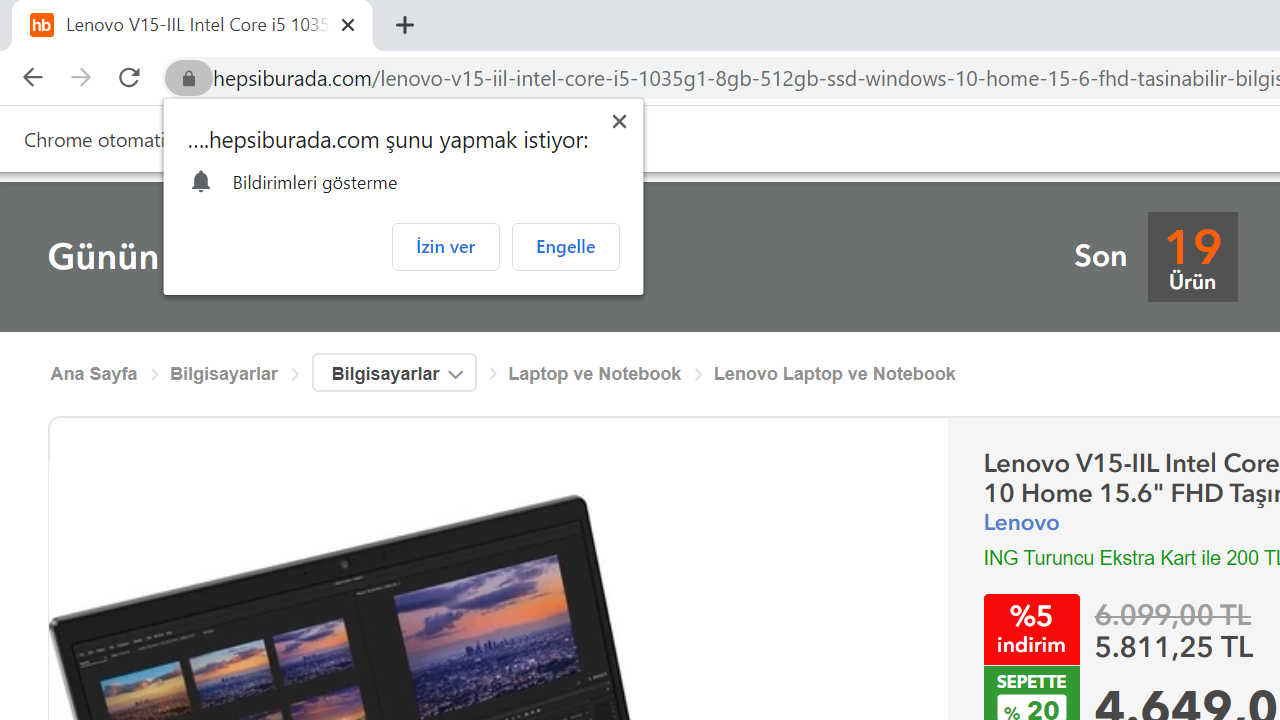 hb Lenovo V15-IIL Intel Core i5 1035
hepsiburada.com/lenovo-v15-iil-intel-core-i5-1035g1-8gb-512gb-ssd-windows-10-home-15-6-fhd-tasinabilir-bilgis
Chrome otomati
....hepsiburada.com şunu yapmak istiyor:
Bildirimleri gösterme
İzin ver
Engelle
Günün
Son
19
Ürün
Ana Sayfa
Bilgisayarlar
Bilgisayarlar
Laptop ve Notebook
Lenovo Laptop ve Notebook
Lenovo V15-IIL Intel Core
10 Home 15.6" FHD Taşın
Lenovo
ING Turuncu Ekstra Kart ile 200 TL
%5
indirim
6.099,00 TL
5.811,25 TL
SEPETTE
% 20
4.649,0